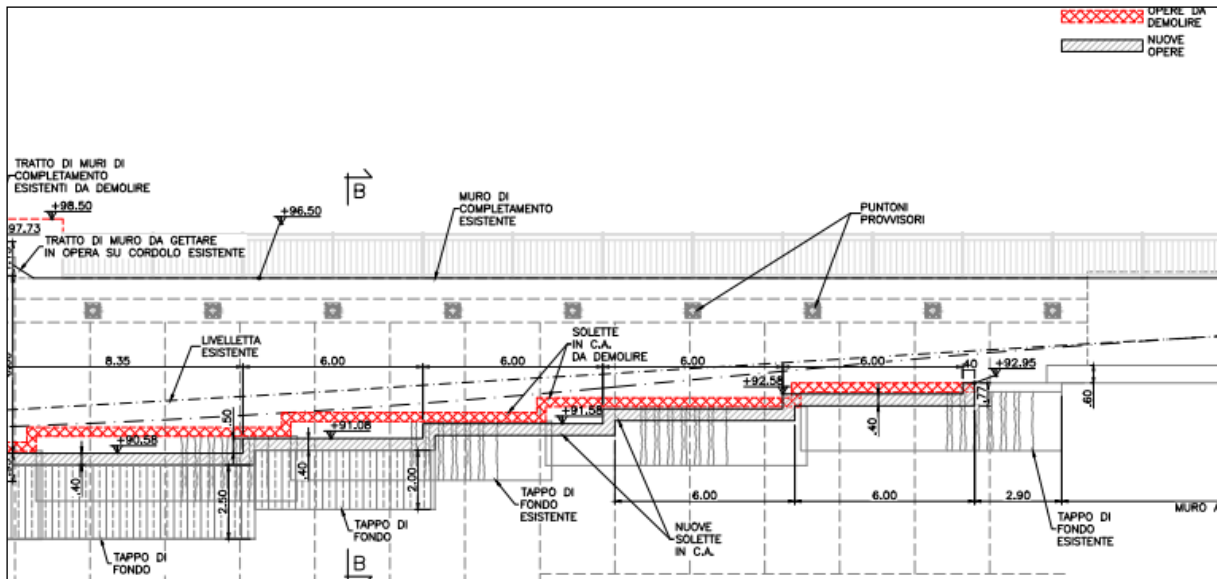 OPERE DA
DEMOLIRE
NUOVE
OPERE
TRATTO DI MURI DI
COMPLETAMENTO
ESISTENTI DA DEMOLIRE
B
+98.50
+96.50
MURO DI
COMPLETAMENTO
ESISTENTE
PUNTONI
PROVVISORI
97.73
TRATTO DI MURO DA GETTARE
IN OPERA SU CORDOLO ESISTENTE
LIVELLETTA
ESISTENTE
SOLETTE
IN C.A.
DA DEMOLIRE
8.35
6.00
6.00
6.00
6.00
.40
+92.95
+92.58
.77
.60
.50
+91.58
+91.08
+90.58
.40
.40
.40
2.50
2.00
6.00
6.00
2.90
TAPPO DI
FONDO
ESISTENTE
MURO A
TAPPO DI
FONDO
NUOVE
SOLETTE
IN C.A.
TAPPO DI
FONDO
ESISTENTE
TAPPO DI
FONDO
B